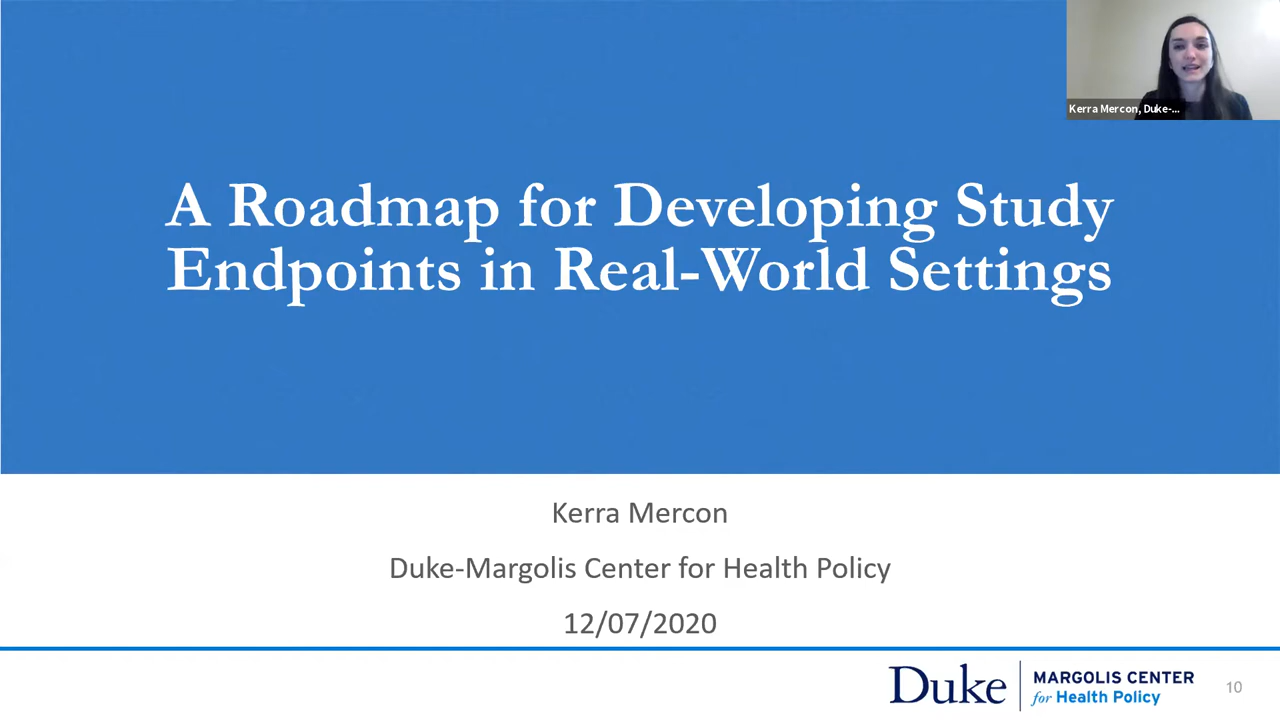 Kerra Mercon, Duke-...
A Roadmap for Developing Study
Endpoints in Real-World Settings
Kerra Mercon
Duke-Margolis Center for Health Policy
12/07/2020
Duke
MARGOLIS CENTER
for Health Policy
10